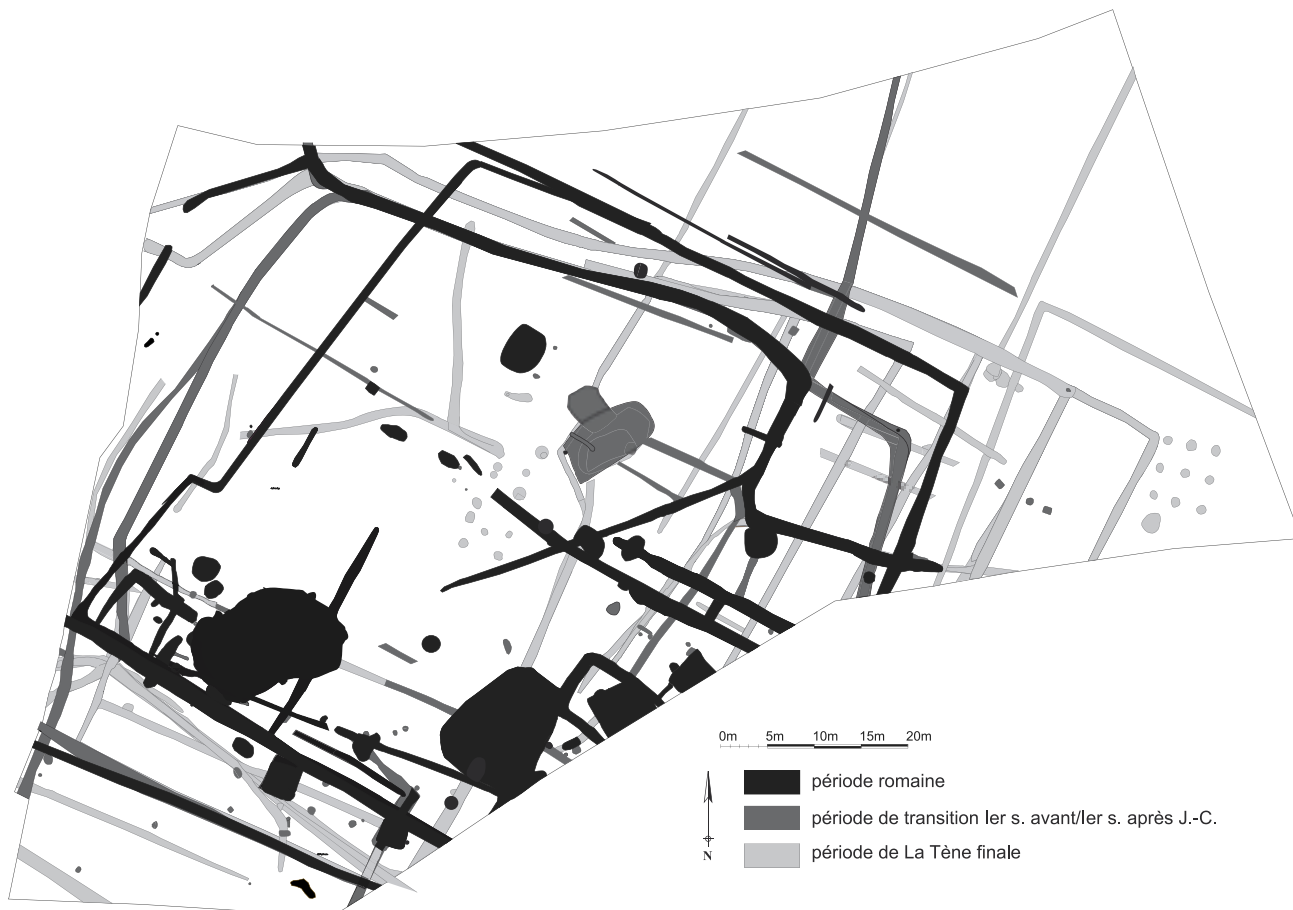 0m 5m 10m 15m 20m
période romaine
période de transition Ier s. avant/Ier s. après J.-C.
période de La Tène finale
N